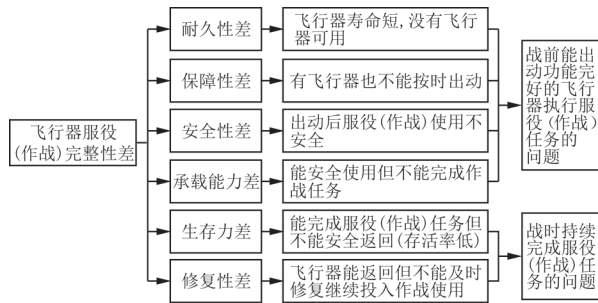 飞行器服役
(作战)完整性差
耐久性差
飞行器寿命短,没有飞行
器可用
保障性差
有飞行器也不能按时出动
安全性差
出动后服役(作战)使用不
安全
承载能力差
能安全使用但不能完成作
战任务
生存力差
能完成服役(作战)任务但
不能安全返回(存活率低)
修复性差
飞行器能返回但不能及时
修复继续投入作战使用
战前能出
动功能完
好的飞行
器执行服
役(作战)
任务的
问题
战时持续
完成服役
(作战)任
务的问题